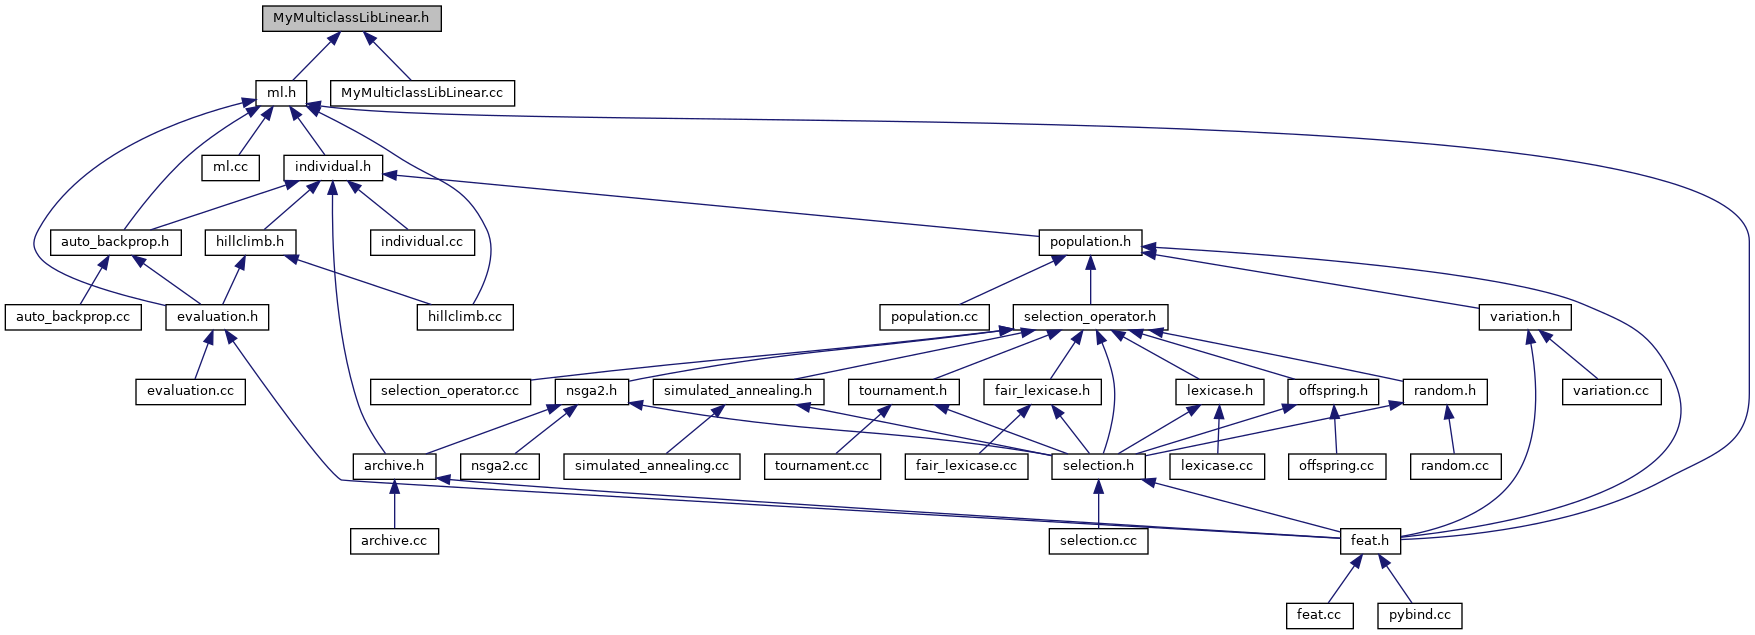 MyMulticlassLibLinear.h
ml.h
MyMulticlassLibLinear.cc
ml.cc
individual.h
auto_backprop.h
hillclimb.h
individual.cc
population.h
auto_backprop.cc
evaluation.h
hillclimb.cc
population.cc
selection_operator.h
variation.h
evaluation.cc
selection_operator.cc
nsga2.h
simulated_annealing.h
tournament.h
fair_lexicase.h
lexicase.h
offspring.h
random.h
variation.cc
archive.h
nsga2.cc
simulated_annealing.cc
tournament.cc
fair_lexicase.cc
selection.h
lexicase.cc
offspring.cc
random.cc
archive.cc
selection.cc
feat.h
feat.cc
pybind.cc